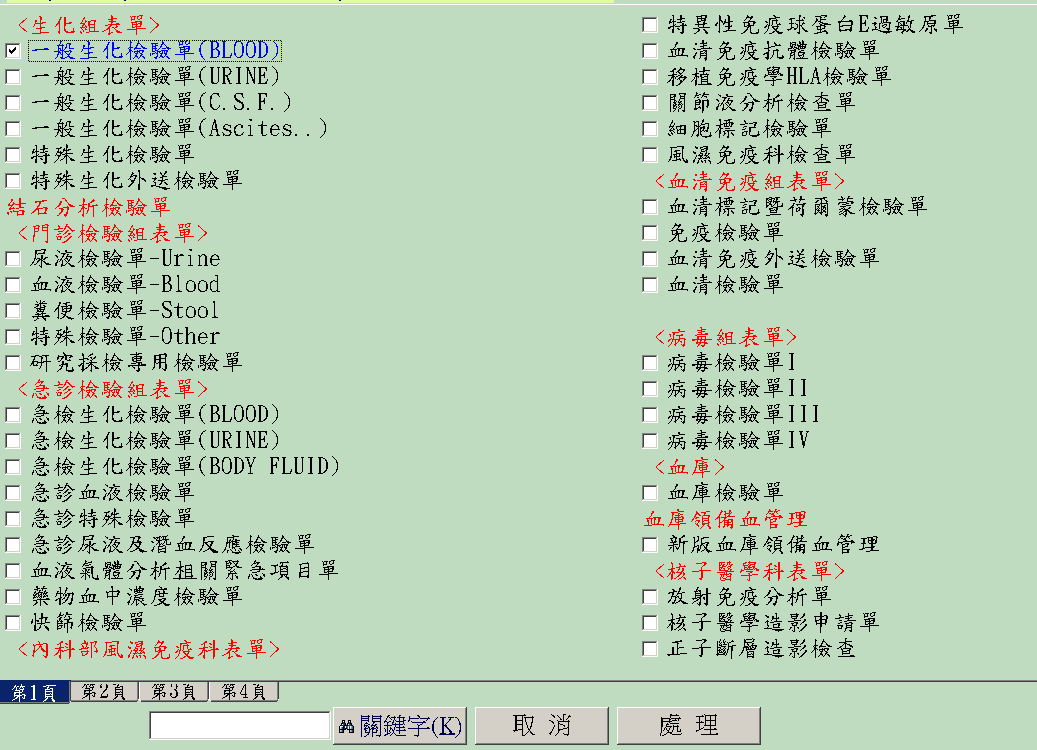 <生化組表單>
一般生化檢驗單(BLOOD)
一般生化檢驗單(URINE)
一般生化檢驗單(C.S.F.)
一般生化檢驗單(Ascites..)
特殊生化檢驗單
特殊生化外送檢驗單
結石分析檢驗單
<門診檢驗組表單>
尿液檢驗單-Urine
血液檢驗單-Blood
糞便檢驗單-Stool
特殊檢驗單-Other
研究採檢專用檢驗單
<急診檢驗組表單>
急檢生化檢驗單(BLOOD)
急檢生化檢驗單(URINE)
急檢生化檢驗單(BODY FLUID)
急診血液檢驗單
急診特殊檢驗單
急診尿液及潛血反應檢驗單
血液氣體分析相關緊急項目單
藥物血中濃度檢驗單
快篩檢驗單
<內科部風濕免疫科表單>
特異性免疫球蛋白E過敏原單
血清免疫抗體檢驗單
移植免疫學HLA檢驗單
關節液分析檢查單
細胞標記檢驗單
風濕免疫科檢查單
<血清免疫組表單>
血清標記暨荷爾蒙檢驗單
免疫檢驗單
血清免疫外送檢驗單
血清檢驗單
<病毒組表單>
病毒檢驗單I
病毒檢驗單II
病毒檢驗單III
病毒檢驗單IV
<血庫>
血庫檢驗單
血庫領備血管理
新版血庫領備血管理
<核子醫學科表單>
放射免疫分析單
核子醫學造影申請單
正子斷層造影檢查
第1頁 第2頁 第3頁 第4頁
關鍵字(K) 取消 處理